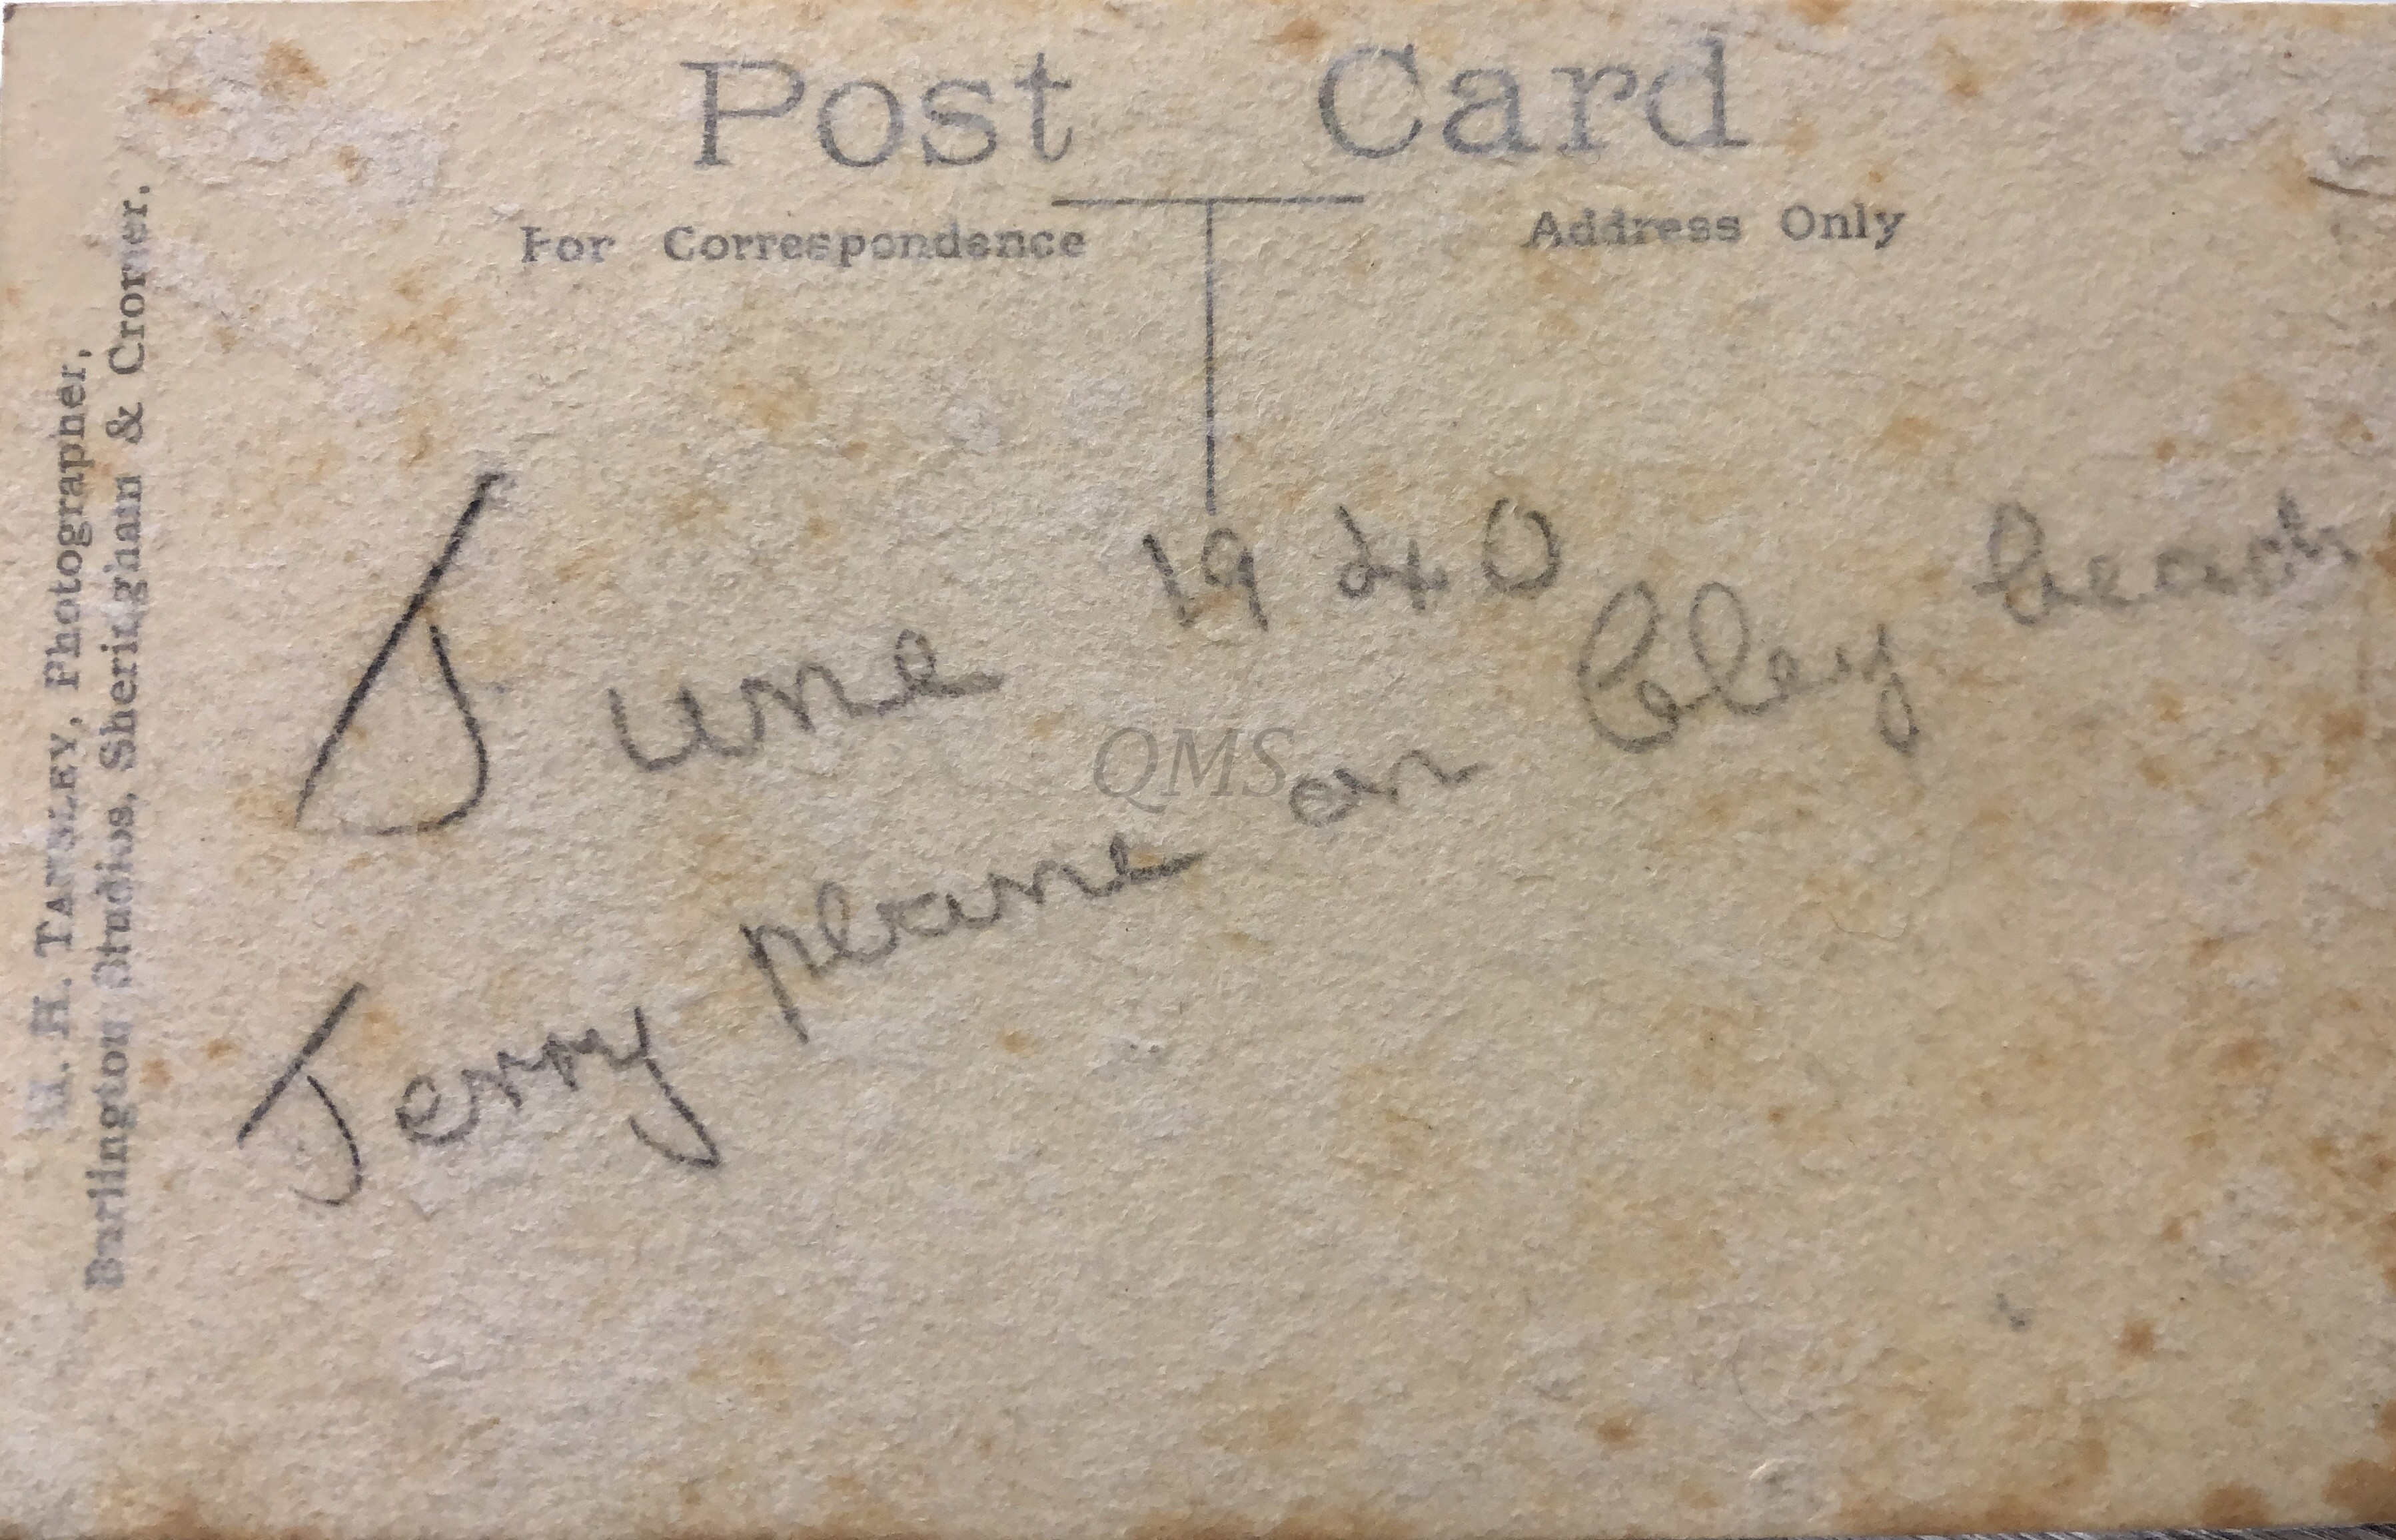 Post Card
For Correspondence
Address Only
H. H. TANSLEY, Photographer,
Burlington Studios, Sheringham & Cromer.
June 1940
Jerry plane on Cley beach
QMS